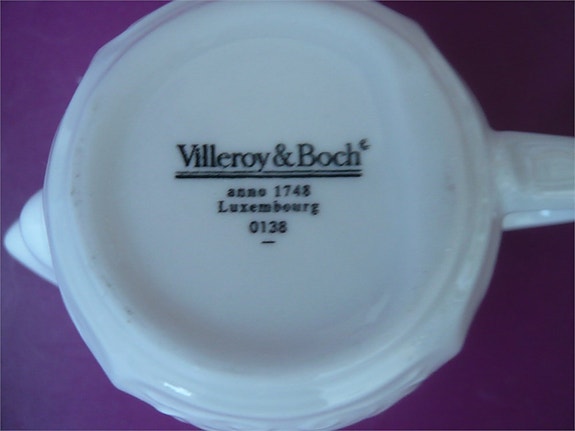 Villeroy & Boch©
anno 1748
Luxembourg
0138